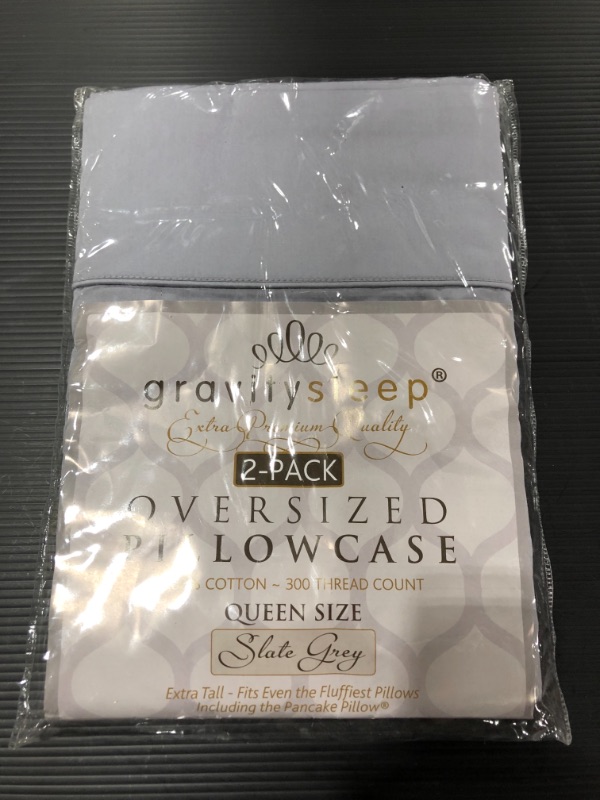 gravitysleep®
Extra Premium Quality
2-PACK
OVERSIZED
PILLOWCASE
% COTTON ~ 300 THREAD COUNT
QUEEN SIZE
Slate Grey
Extra Tall - Fits Even the Fluffiest Pillows
Including the Pancake Pillow®